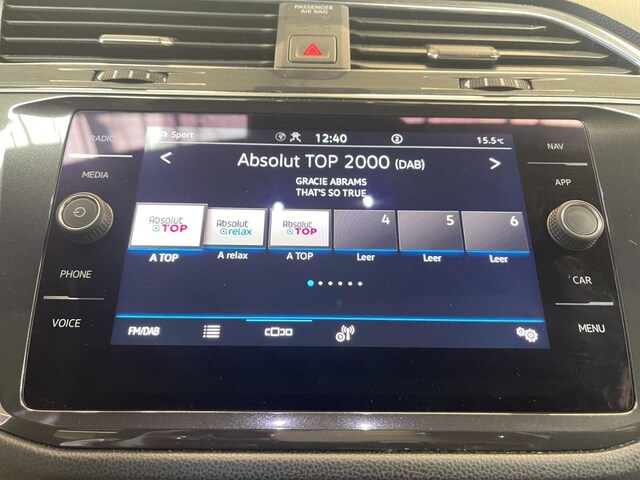 PASSENGER
AIR BAG
RADIO
MEDIA
PHONE
VOICE
Sport
12:40
2
15.5°C
< Absolut TOP 2000 (DAB) >
GRACIE ABRAMS
THAT'S SO TRUE
Absolut TOP
Absolut relax
Absolut TOP
4
5
6
A TOP
A relax
A TOP
Leer
Leer
Leer
FM/DAB
NAV
APP
CAR
MENU